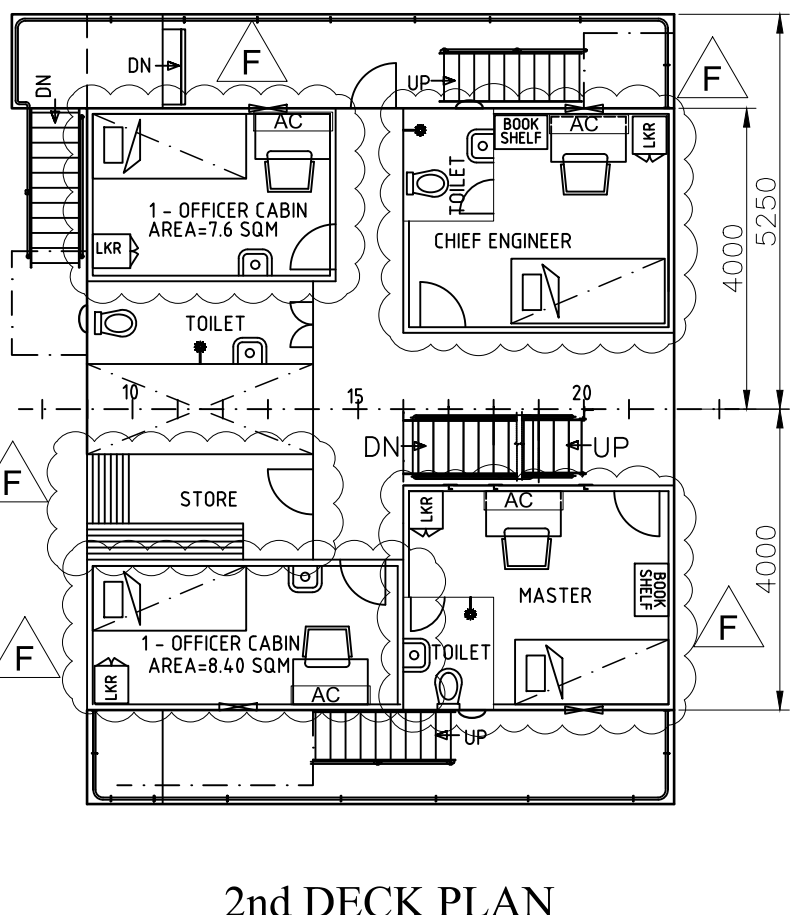 F
F
DN
DN
UP
AC
BOOK
SHELF
AC
LKR
TOILET
1 - OFFICER CABIN
AREA=7.6 SQM
CHIEF ENGINEER
LKR
4000
5250
TOILET
10
15
20
DN
UP
F
STORE
LKR
AC
4000
BOOK
SHELF
MASTER
F
F
1 - OFFICER CABIN
AREA=8.40 SQM
TOILET
LKR
AC
UP
2nd DECK PLAN